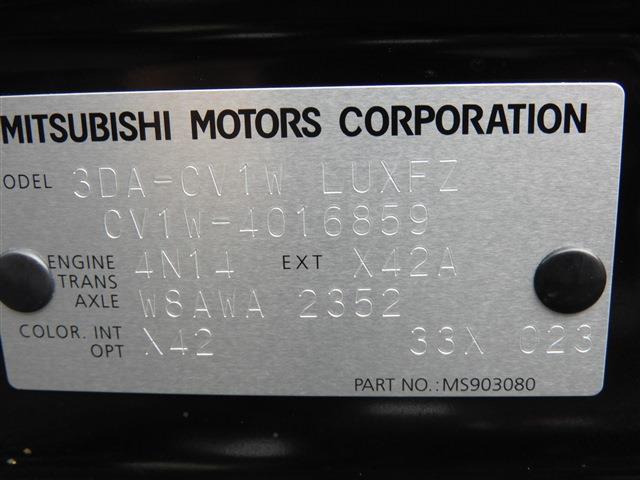 MITSUBISHI MOTORS CORPORATION
ODEL 3DA-CV1W LUXFZ
CV1W-4016859
ENGINE 4N14 EXT X42A
TRANS
AXLE W8AWA 2352
COLOR. INT X42 33X 023
OPT
PART NO.: MS903080